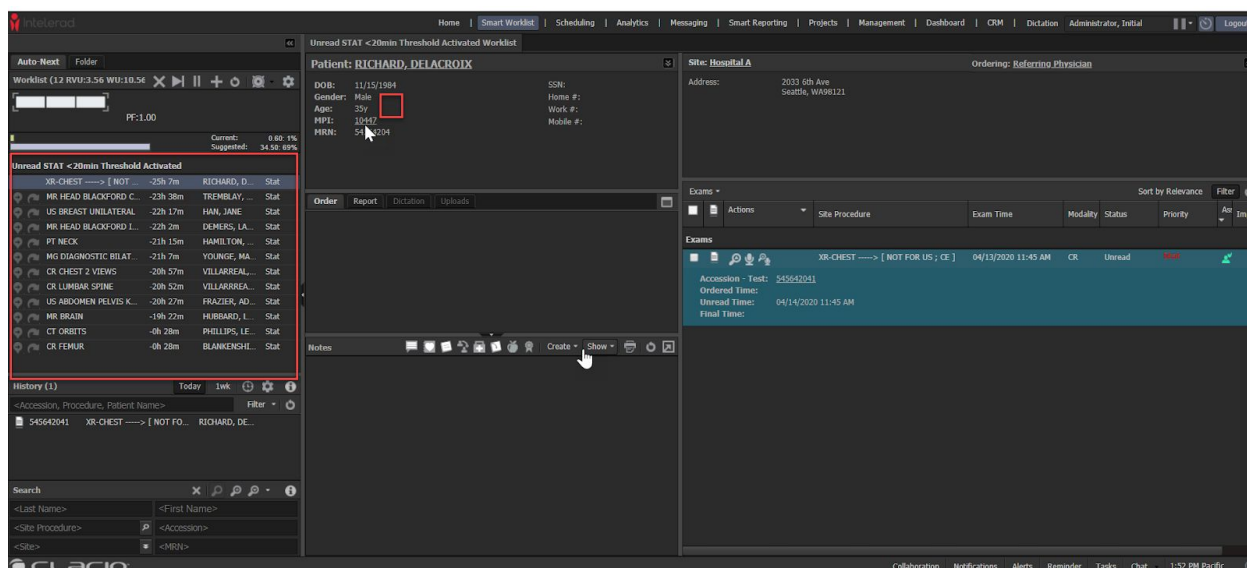 intelerad Home | Smart Worklist | Scheduling | Analytics | Messaging | Smart Reporting | Projects | Management | Dashboard | CRM | Dictation Administrator, Initial Logout
Unread STAT <20min Threshold Activated Worklist
Auto-Next Folder
Worklist (12 RVU:3.56 WU:10.56
PF:1.00
Current: 0.60: 1%
Suggested: 34.50: 69%
Unread STAT <20min Threshold Activated
XR-CHEST -----> [ NOT ... -25h 7m RICHARD, D... Stat
MR HEAD BLACKFORD C... -23h 38m TREMBLAY, ... Stat
US BREAST UNILATERAL -22h 17m HAN, JANE Stat
MR HEAD BLACKFORD I... -22h 2m DEMERS, LA... Stat
PT NECK -21h 15m HAMILTON, ... Stat
MG DIAGNOSTIC BILAT... -21h 7m YOUNGE, MA... Stat
CR CHEST 2 VIEWS -20h 57m VILLARREAL,... Stat
CR LUMBAR SPINE -20h 52m VILLARRREA... Stat
US ABDOMEN PELVIS K... -20h 27m FRAZIER, AD... Stat
MR BRAIN -19h 22m HUBBARD, L... Stat
CT ORBITS -0h 28m PHILLIPS, LE... Stat
CR FEMUR -0h 28m BLANKENSHI... Stat
History (1) Today 1wk
<Accession, Procedure, Patient Name> Filter
545642041 XR-CHEST -----> [ NOT FO... RICHARD, DE...
Search
<Last Name> <First Name>
<Site Procedure> <Accession>
<Site> <MRN>
Patient: RICHARD, DELACROIX
DOB: 11/15/1984 SSN:
Gender: Male Home #:
Age: 35y Work #:
MPI: 10447 Mobile #:
MRN:
Order Report Dictation Uploads
Notes Create Show
Site: Hospital A Ordering: Referring Physician
Address: 2033 6th Ave
Seattle, WA98121
Exams
Sort by Relevance Filter
Actions Site Procedure Exam Time Modality Status Priority
Exams
XR-CHEST -----> [ NOT FOR US ; CE ] 04/13/2020 11:45 AM CR Unread
Accession - Test: 545642041
Ordered Time:
Unread Time: 04/14/2020 11:45 AM
Final Time:
Collaboration Notifications Alerts Reminder Tasks Chat 1:52 PM Pacific